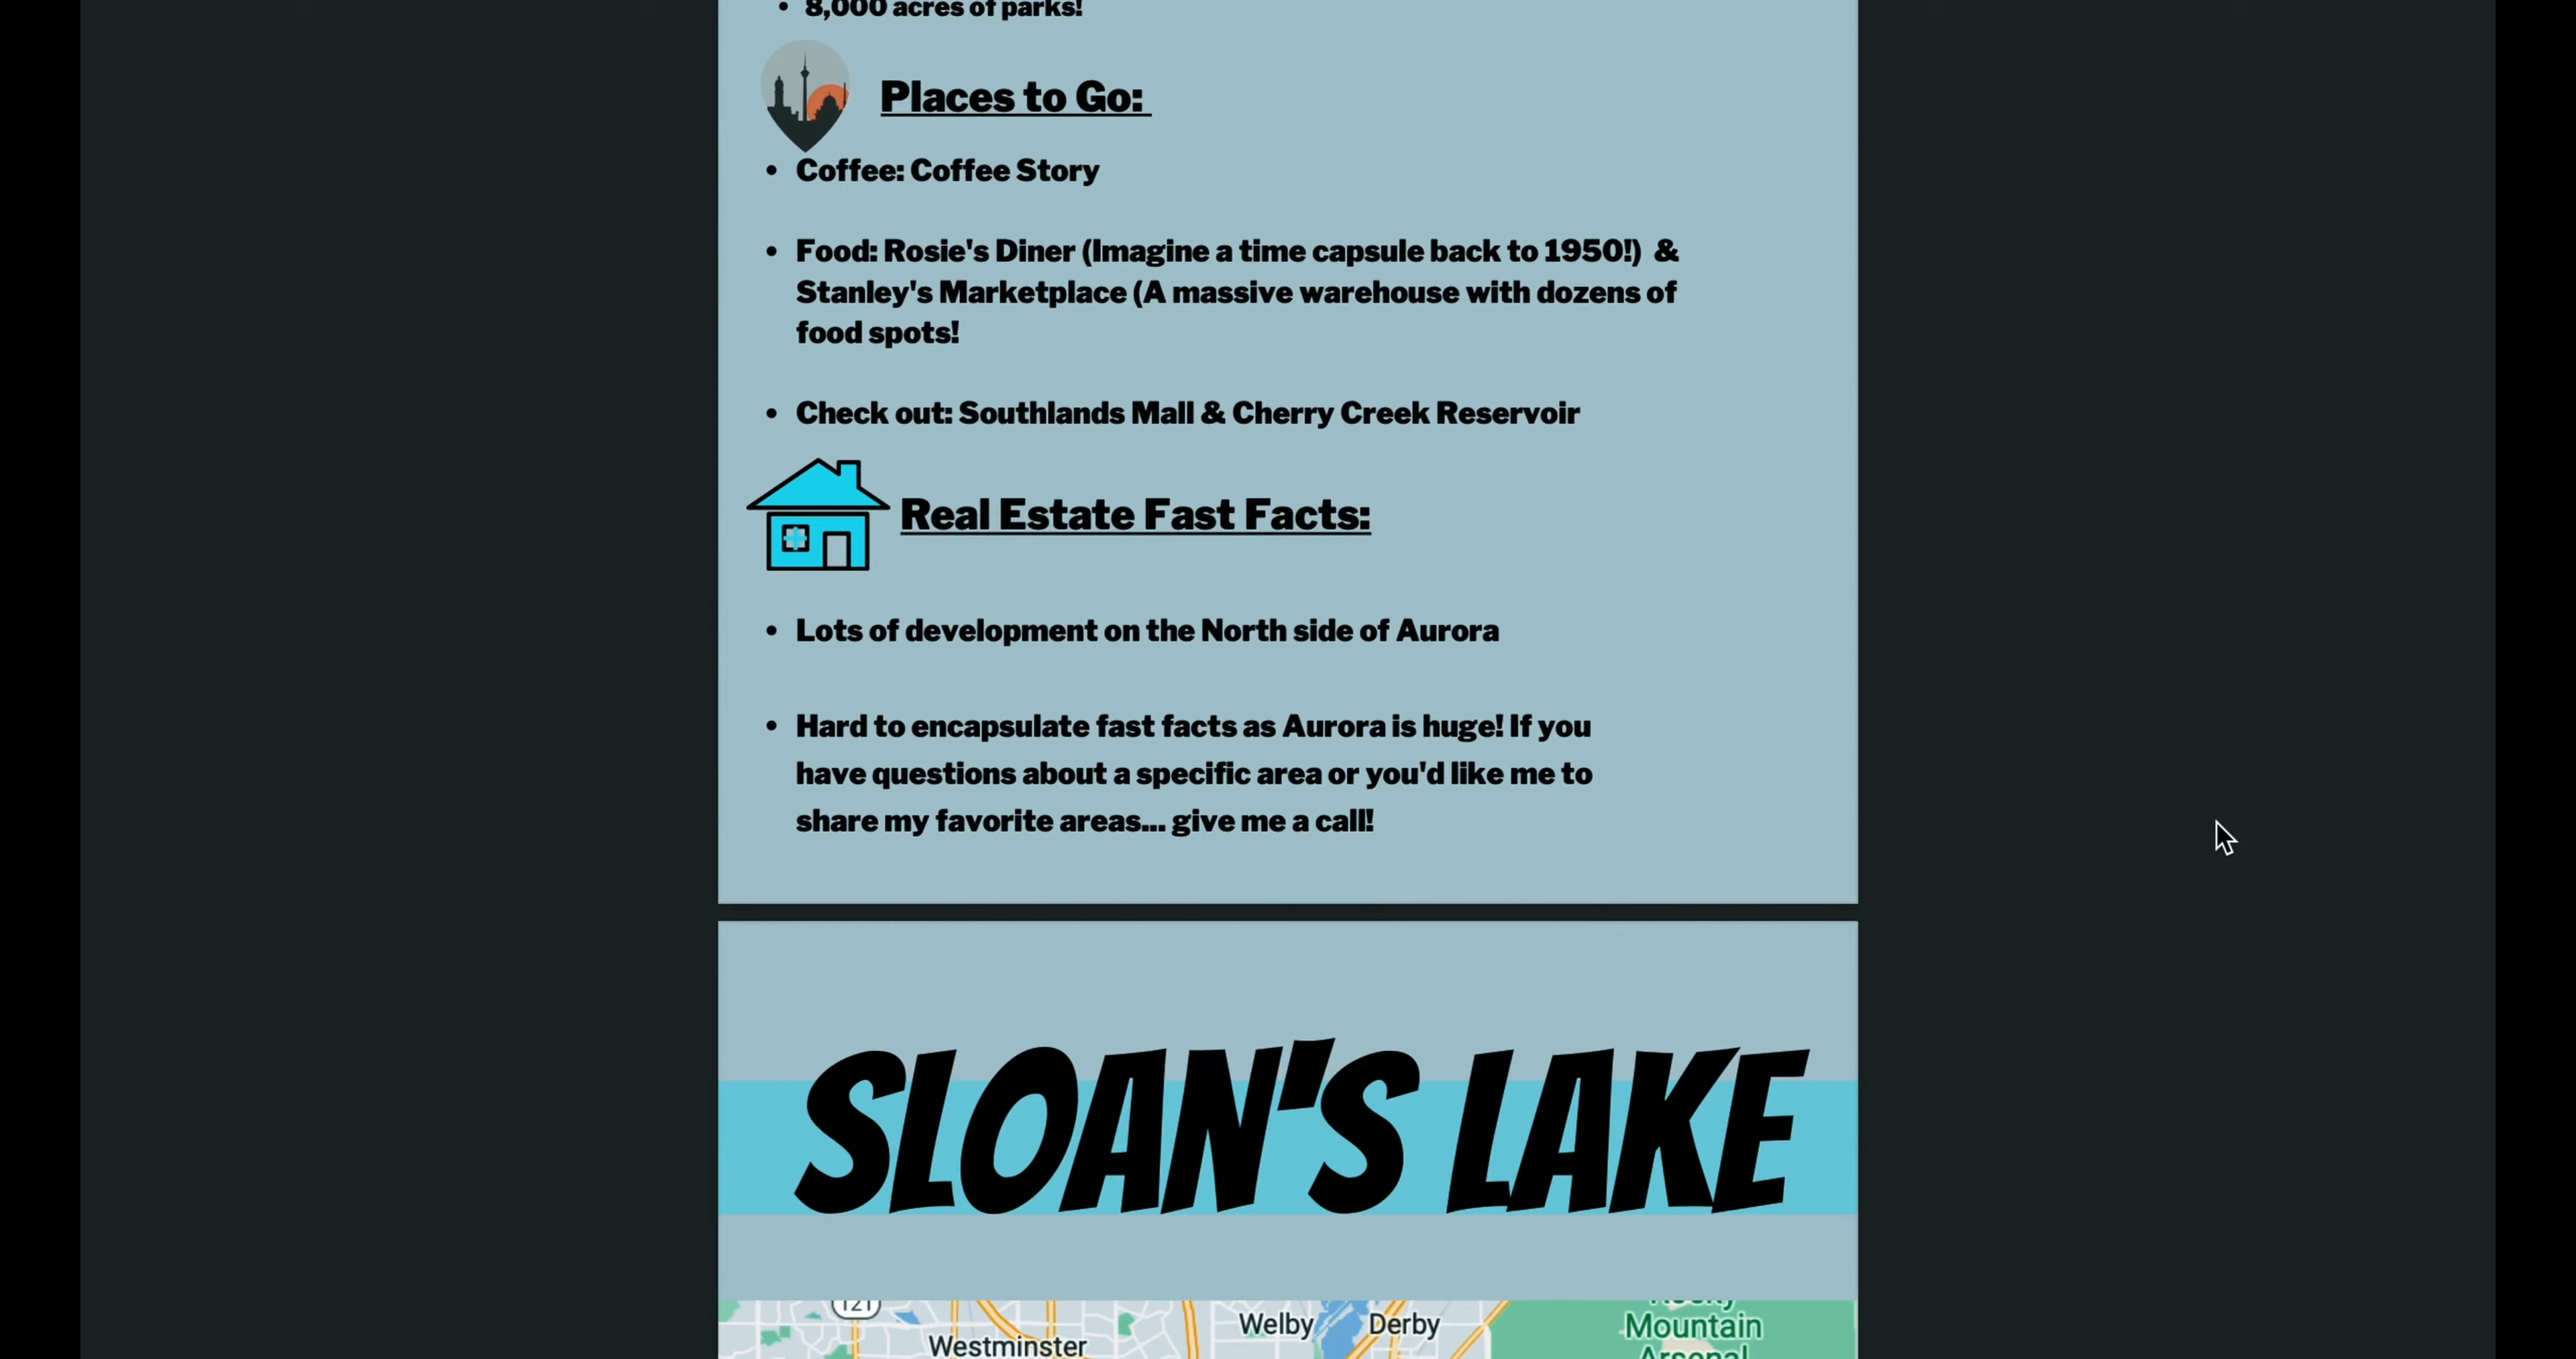 • 8,000 acres of parks!
Places to Go:
• Coffee: Coffee Story
• Food: Rosie's Diner (Imagine a time capsule back to 1950!) &
Stanley's Marketplace (A massive warehouse with dozens of
food spots!
• Check out: Southlands Mall & Cherry Creek Reservoir
Real Estate Fast Facts:
• Lots of development on the North side of Aurora
• Hard to encapsulate fast facts as Aurora is huge! If you
have questions about a specific area or you'd like me to
share my favorite areas... give me a call!
SLOAN'S LAKE
121
Rocky
Welby Derby Mountain
Westminster Arsenal